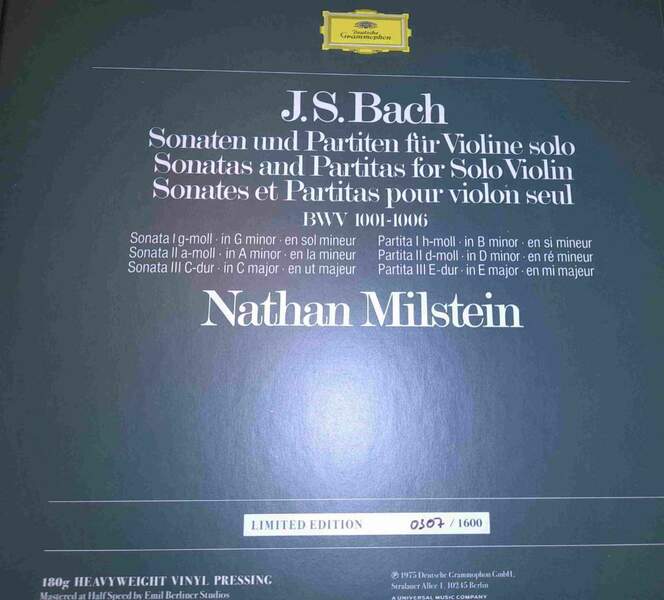 Deutsche
Grammophon
J.S. Bach
Sonaten und Partiten für Violine solo
Sonatas and Partitas for Solo Violin
Sonates et Partitas pour violon seul
BWV 1001-1006
Sonata I g-moll · in G minor · en sol mineur
Sonata II a-moll · in A minor · en la mineur
Sonata III C-dur · in C major · en ut majeur
Partita I h-moll · in B minor · en si mineur
Partita II d-moll · in D minor · en ré mineur
Partita III E-dur · in E major · en mi majeur
Nathan Milstein
LIMITED EDITION 0307 / 1600
180g HEAVYWEIGHT VINYL PRESSING
Mastered at Half Speed by Emil Berliner Studios
℗ 1975 Deutsche Grammophon GmbH,
Stralauer Allee 1, 10245 Berlin
A UNIVERSAL MUSIC COMPANY